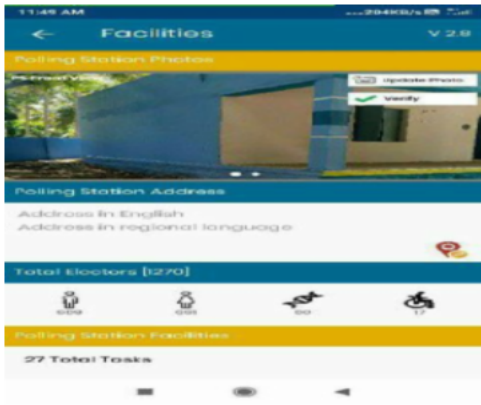 11:49 AM
Facilities
V 2.9
Polling Station Photos
Update Photo
Verify
Polling Station Address
Address in English
Address in regional language
Total Electors [1270]
17
Polling Station Facilities
27 Total Tasks